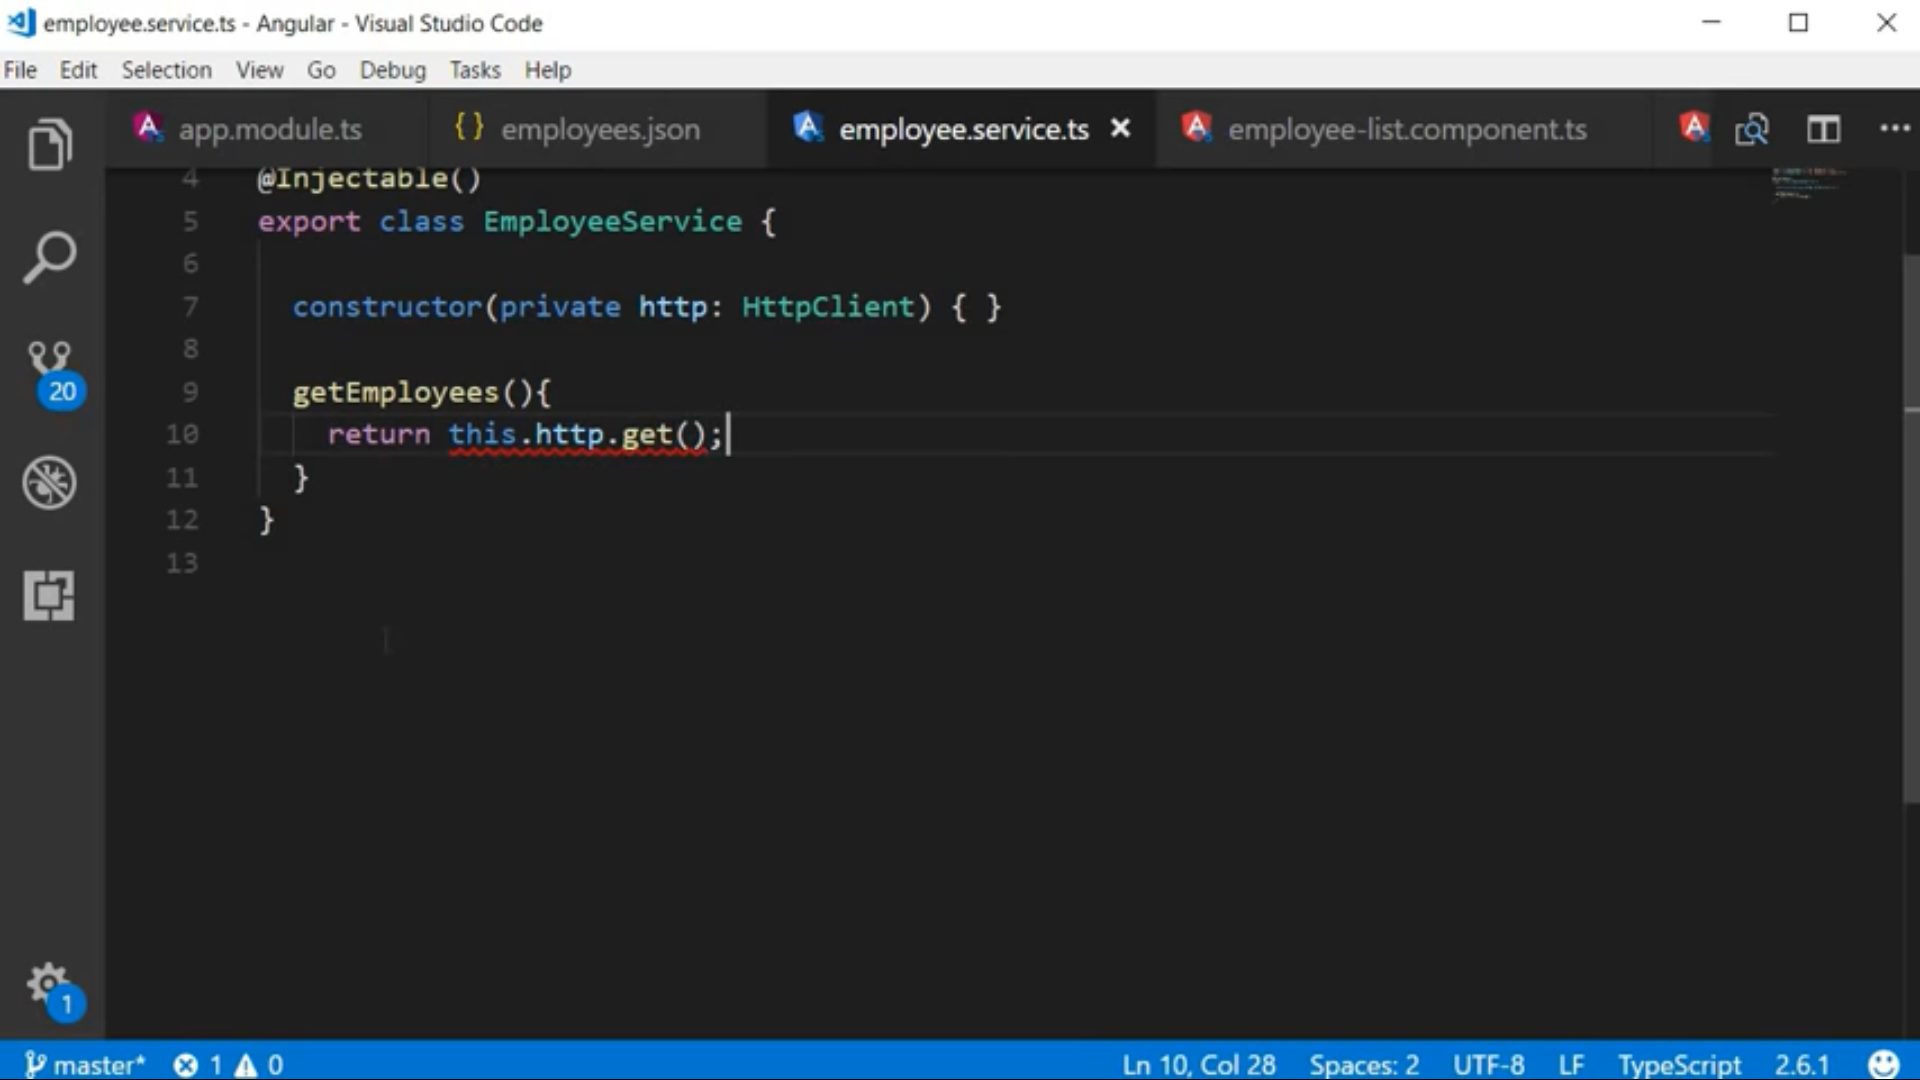 employee.service.ts - Angular - Visual Studio Code
File Edit Selection View Go Debug Tasks Help
app.module.ts {} employees.json employee.service.ts employee-list.component.ts
4 @Injectable()
5 export class EmployeeService {
6
7 constructor(private http: HttpClient) { }
8
9 getEmployees(){
10 return this.http.get();
11 }
12 }
13
20
1
master* 1 0 Ln 10, Col 28 Spaces: 2 UTF-8 LF TypeScript 2.6.1